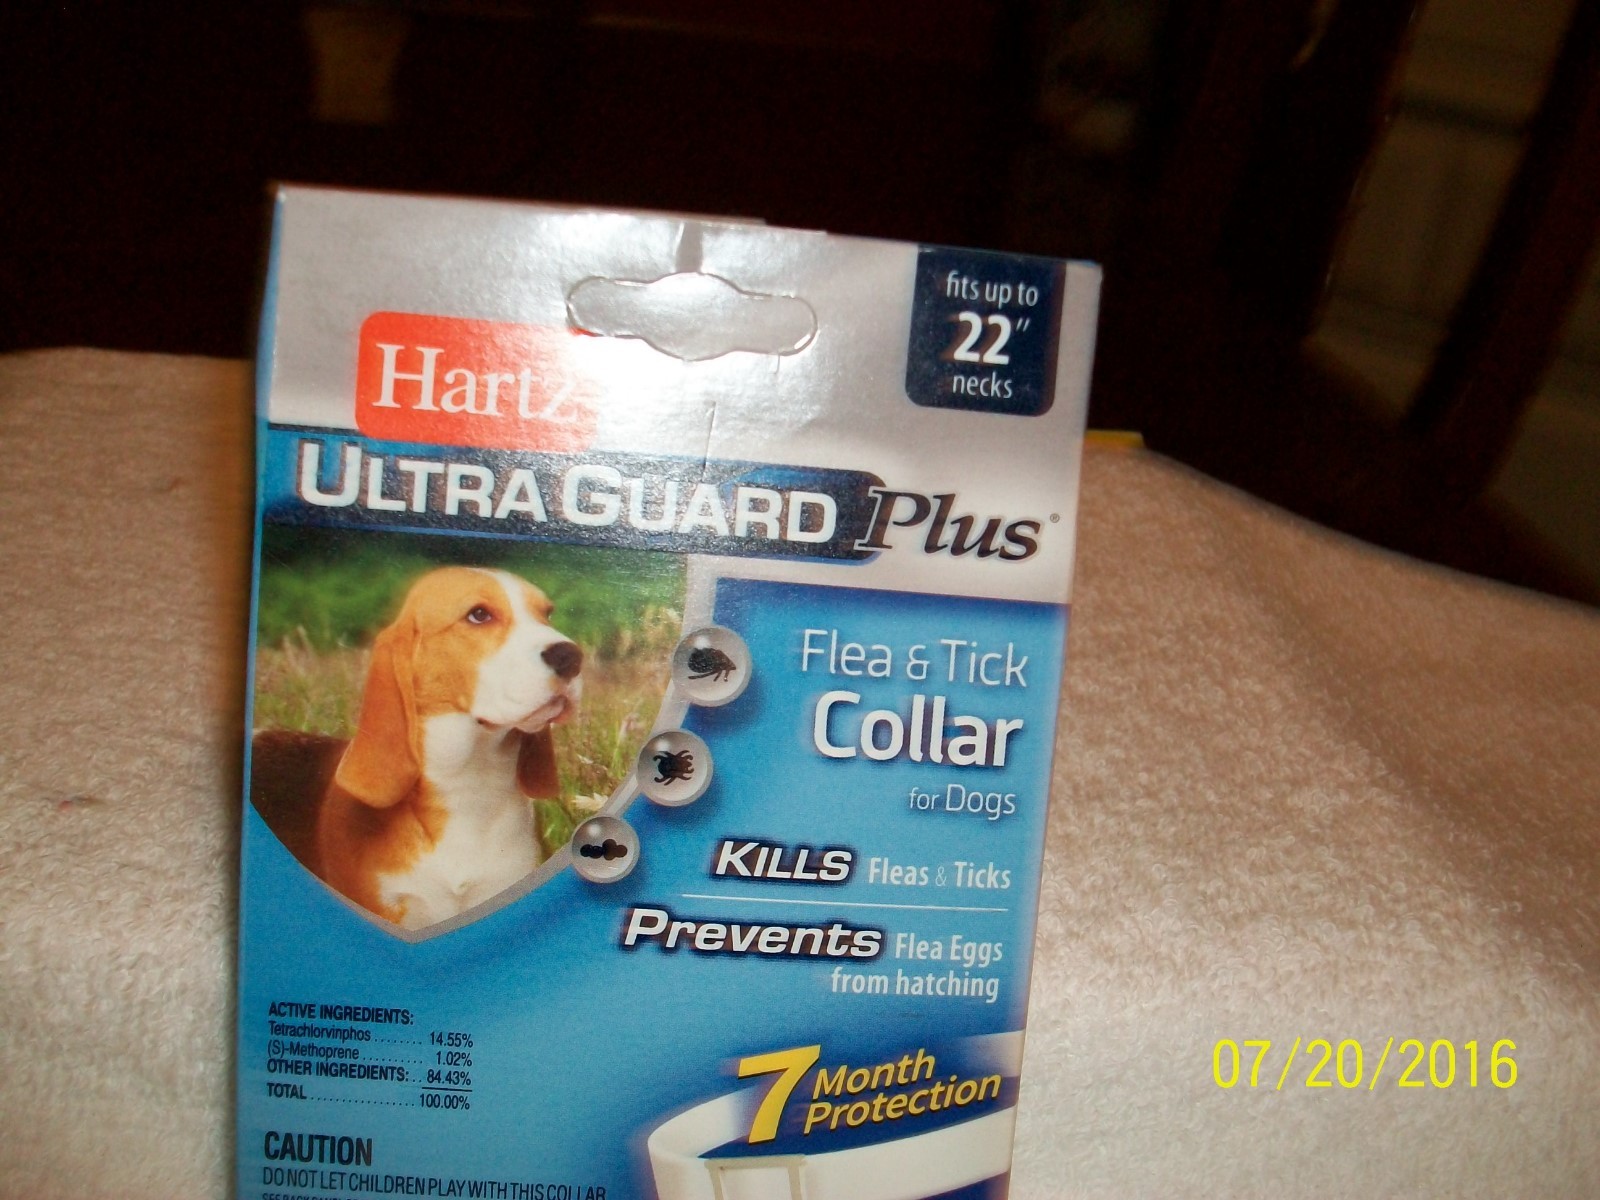 fits up to
22"
necks
Hartz
ULTRA GUARD Plus®
Flea & Tick
Collar
for Dogs
KILLS Fleas & Ticks
Prevents Flea Eggs
from hatching
ACTIVE INGREDIENTS:
Tetrachlorvinphos ........ 14.55%
(S)-Methoprene .......... 1.02%
OTHER INGREDIENTS: .. 84.43%
TOTAL ................. 100.00%
7 Month
Protection
CAUTION
DO NOT LET CHILDREN PLAY WITH THIS COLLAR
07/20/2016